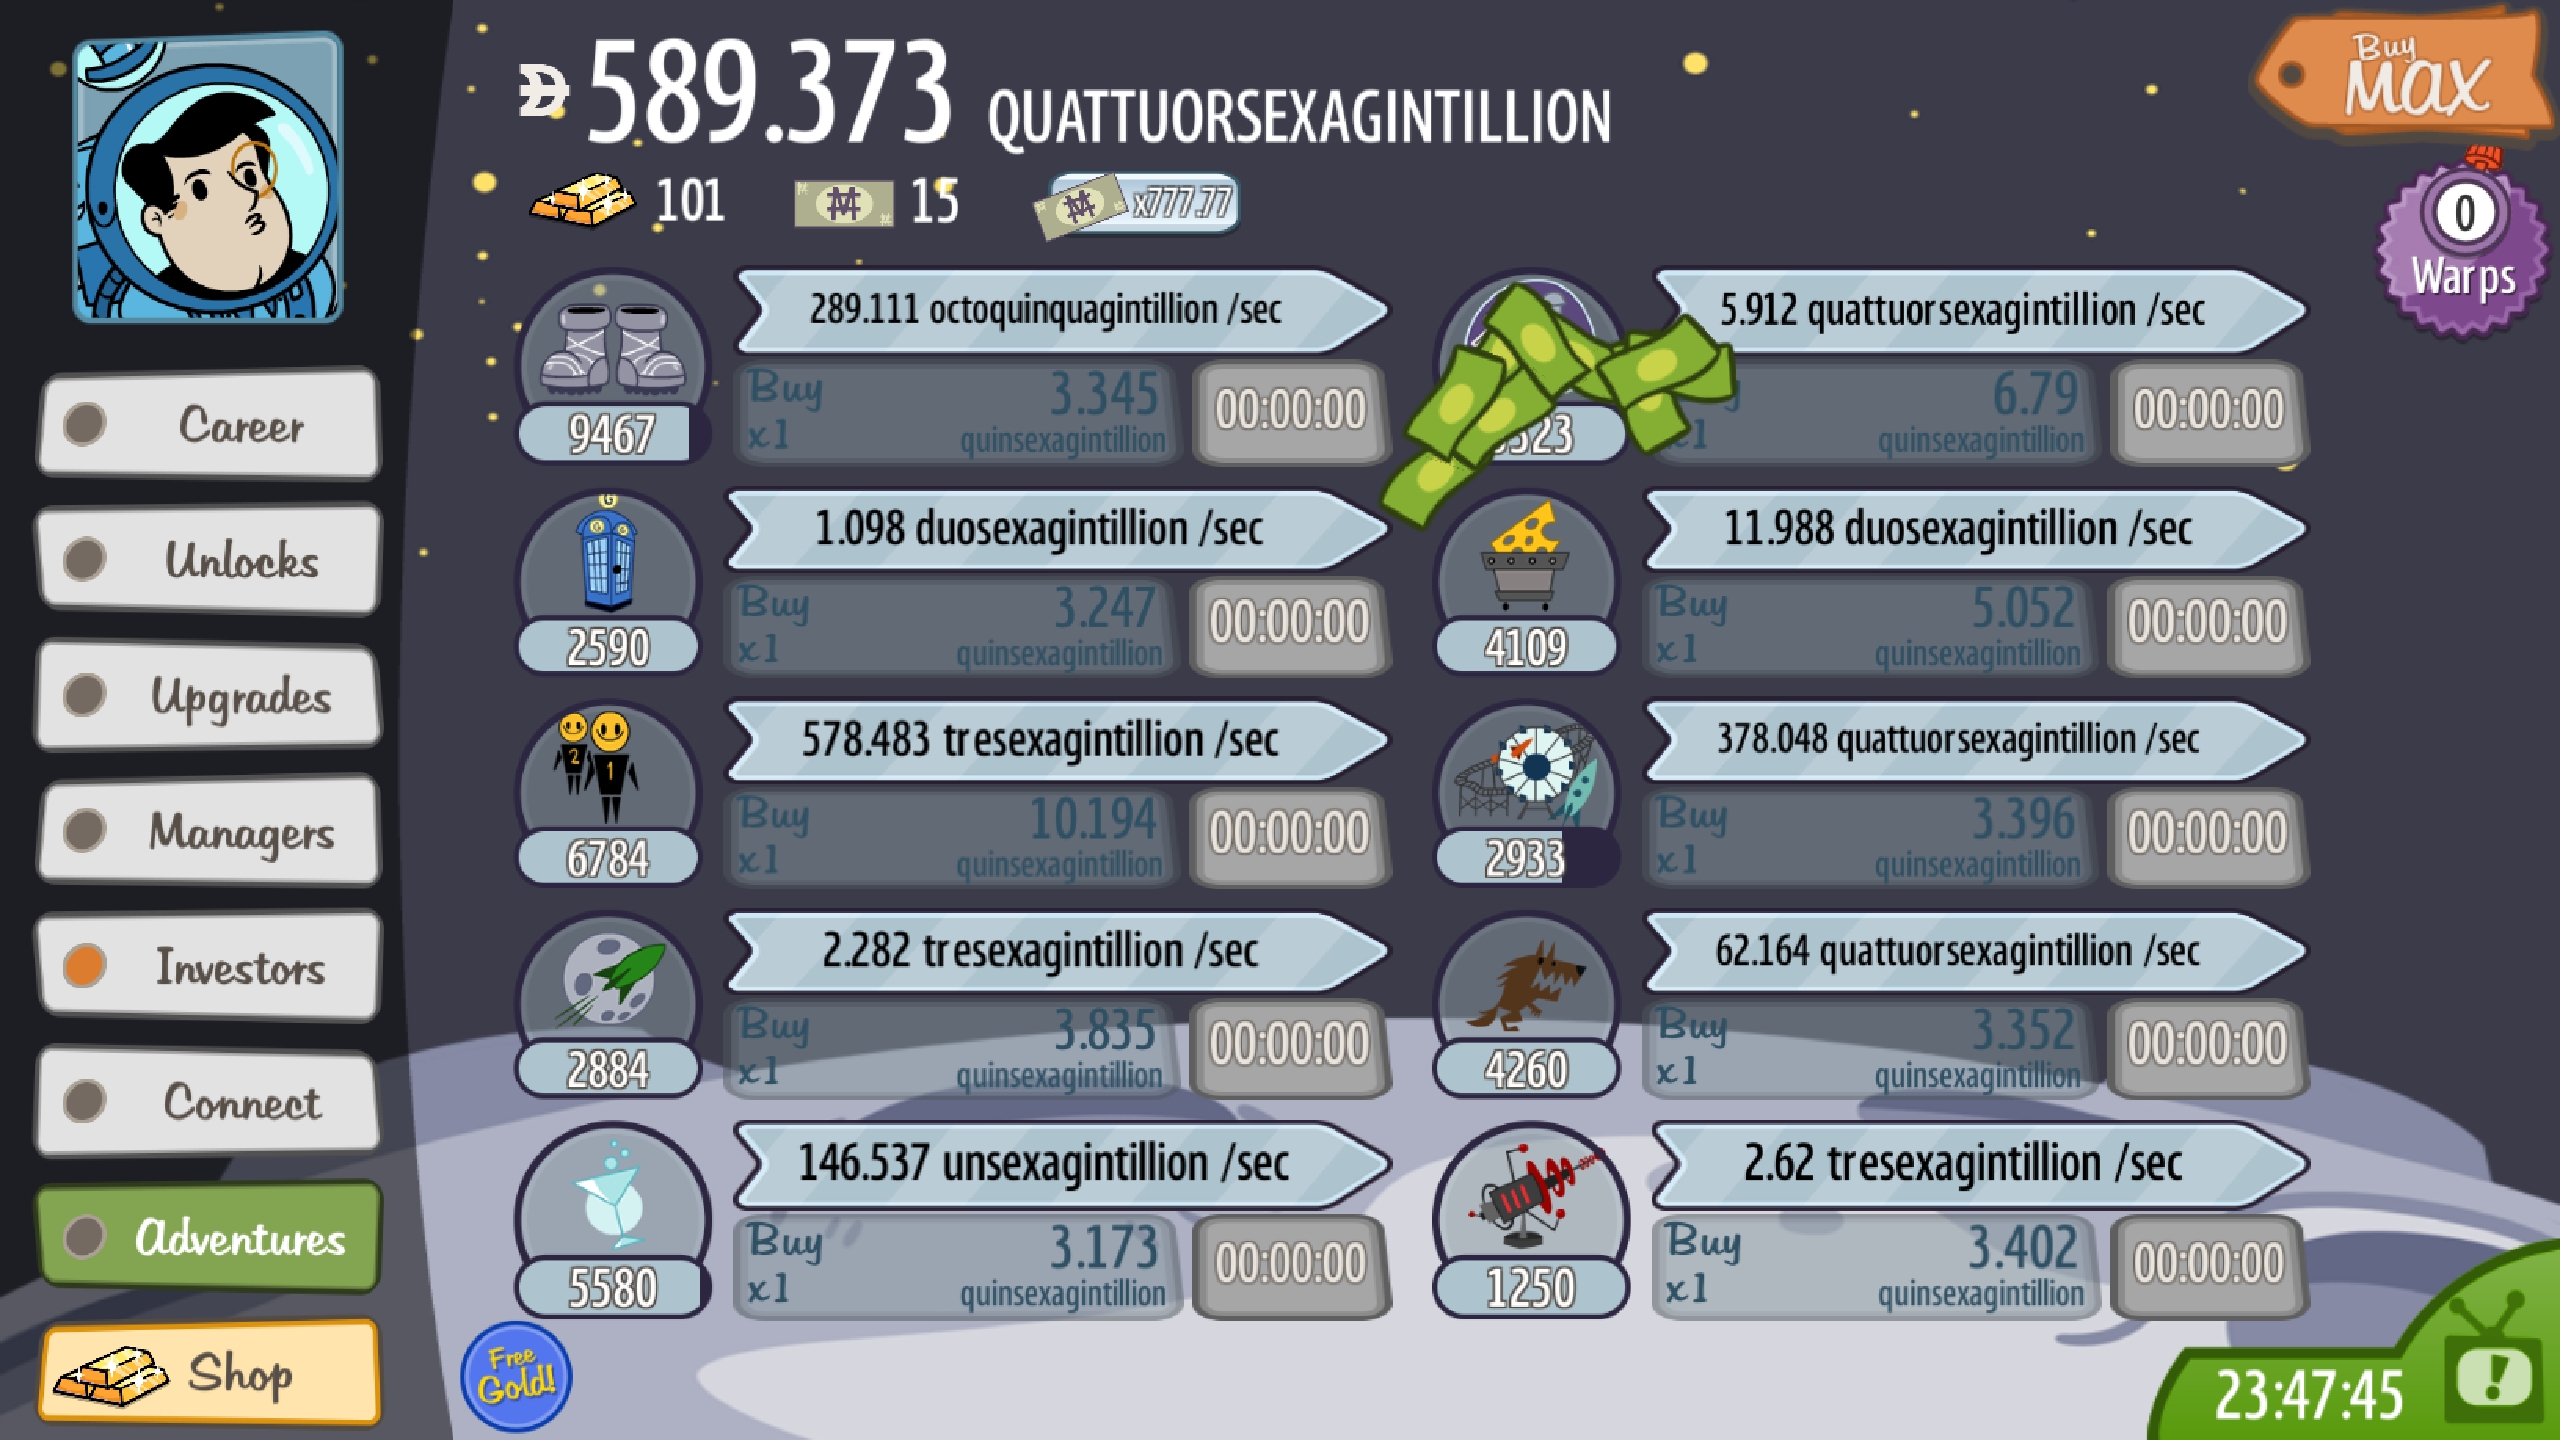 589.373 QUATTUORSEXAGINTILLION
Buy
MAX
101
15
x777.77
0
Warps
Career
Unlocks
Upgrades
Managers
Investors
Connect
Adventures
Shop
289.111 octoquinquagintillion /sec
9467
Buy 3.345
x1 quinsexagintillion
00:00:00
5.912 quattuorsexagintillion /sec
6.79
quinsexagintillion
00:00:00
1.098 duosexagintillion /sec
2590
Buy 3.247
x1 quinsexagintillion
00:00:00
11.988 duosexagintillion /sec
4109
Buy 5.052
x1 quinsexagintillion
00:00:00
2
1
578.483 tresexagintillion /sec
6784
Buy 10.194
x1 quinsexagintillion
00:00:00
378.048 quattuorsexagintillion /sec
2933
Buy 3.396
x1 quinsexagintillion
00:00:00
2.282 tresexagintillion /sec
2884
Buy 3.835
x1 quinsexagintillion
00:00:00
62.164 quattuorsexagintillion /sec
4260
Buy 3.352
x1 quinsexagintillion
00:00:00
146.537 unsexagintillion /sec
5580
Buy 3.173
x1 quinsexagintillion
00:00:00
2.62 tresexagintillion /sec
1250
Buy 3.402
x1 quinsexagintillion
00:00:00
Free
Gold!
23:47:45